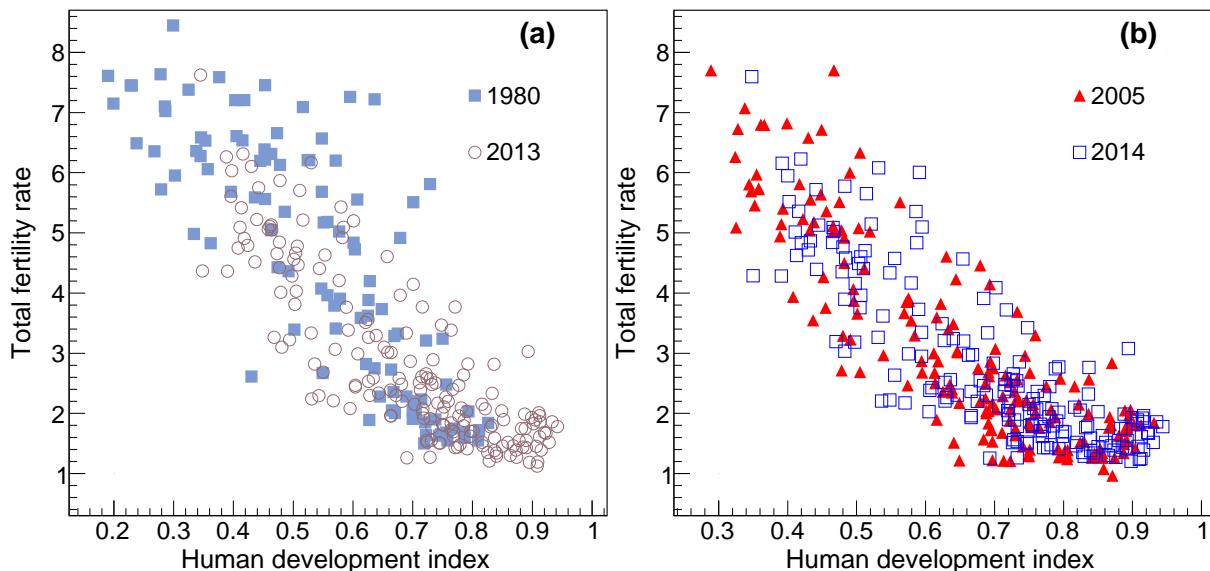 (a)
1980
2013
Total fertility rate
8
7
6
5
4
3
2
1
0.2 0.3 0.4 0.5 0.6 0.7 0.8 0.9 1
Human development index
(b)
2005
2014
Total fertility rate
8
7
6
5
4
3
2
1
0.3 0.4 0.5 0.6 0.7 0.8 0.9 1
Human development index